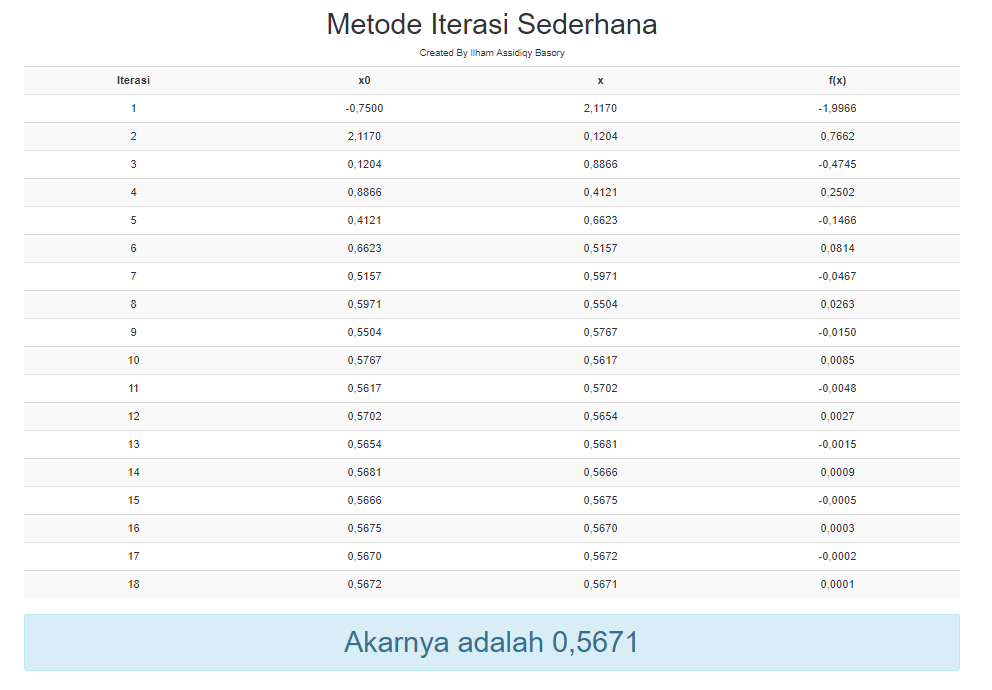 Metode Iterasi Sederhana
Created By Ilham Assidiqy Basory
Iterasi x0 x f(x)
1 -0,7500 2,1170 -1,9966
2 2,1170 0,1204 0,7662
3 0,1204 0,8866 -0,4745
4 0,8866 0,4121 0,2502
5 0,4121 0,6623 -0,1466
6 0,6623 0,5157 0,0814
7 0,5157 0,5971 -0,0467
8 0,5971 0,5504 0,0263
9 0,5504 0,5767 -0,0150
10 0,5767 0,5617 0,0085
11 0,5617 0,5702 -0,0048
12 0,5702 0,5654 0,0027
13 0,5654 0,5681 -0,0015
14 0,5681 0,5666 0,0009
15 0,5666 0,5675 -0,0005
16 0,5675 0,5670 0,0003
17 0,5670 0,5672 -0,0002
18 0,5672 0,5671 0,0001
Akarnya adalah 0,5671